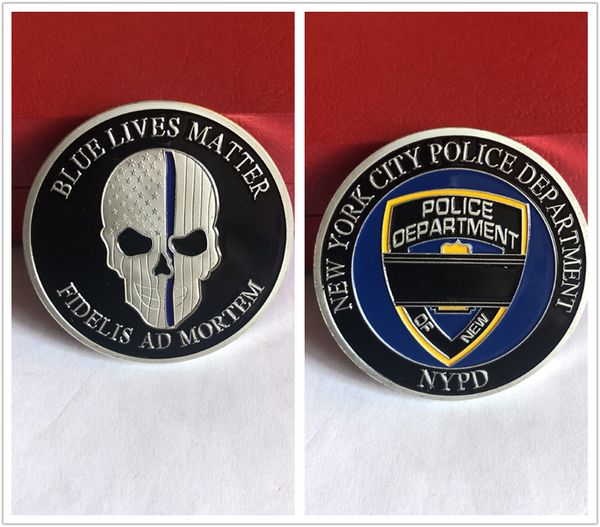 BLUE LIVES MATTER
FIDELIS AD MORTEM
NEW YORK CITY POLICE DEPARTMENT
POLICE
DEPARTMENT
OF NEW
NYPD